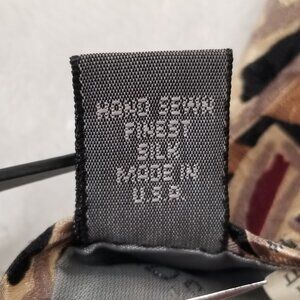 HAND SEWN
FINEST
SILK
MADE IN
U.S.A.